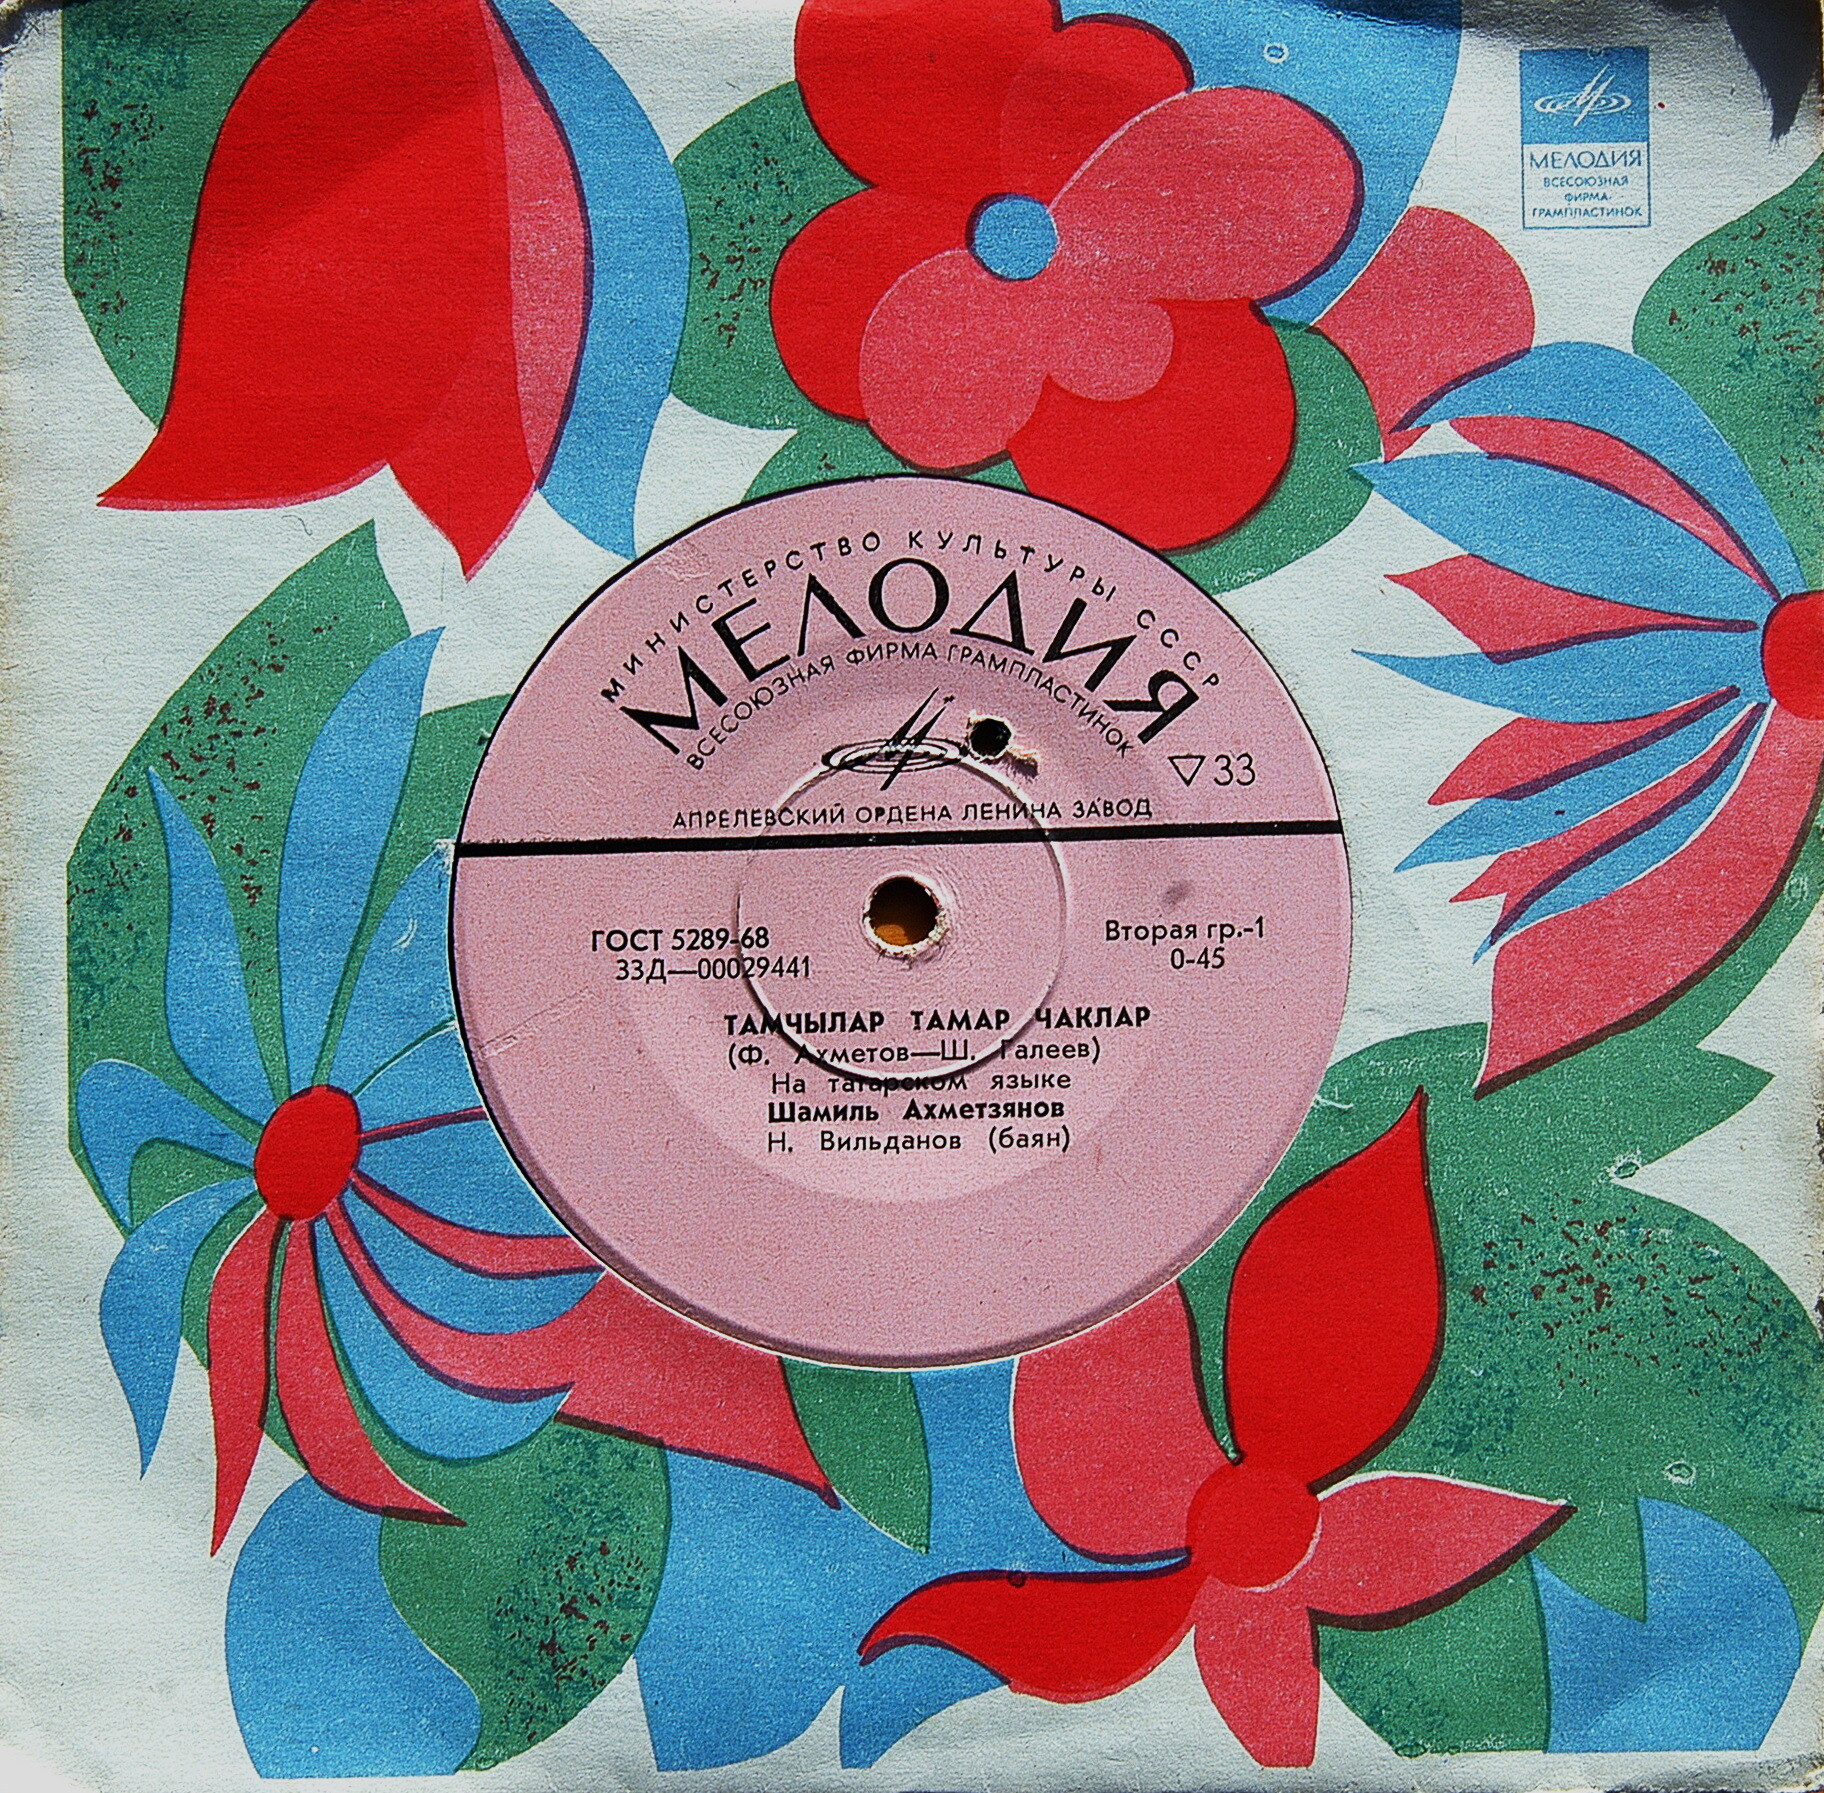 МЕЛОДИЯ
ВСЕСОЮЗНАЯ
ФИРМА
ГРАМПЛАСТИНОК
МИНИСТЕРСТВО КУЛЬТУРЫ СССР
МЕЛОДИЯ
ВСЕСОЮЗНАЯ ФИРМА ГРАМПЛАСТИНОК
33
АПРЕЛЕВСКИЙ ОРДЕНА ЛЕНИНА ЗАВОД
ГОСТ 5289-68
33Д—00029441
Вторая гр.-1
0-45
ТАМЧЫЛАР ТАМАР ЧАКЛАР
(Ф. Ахметов—Ш. Галеев)
На татарском языке
Шамиль Ахметзянов
Н. Вильданов (баян)